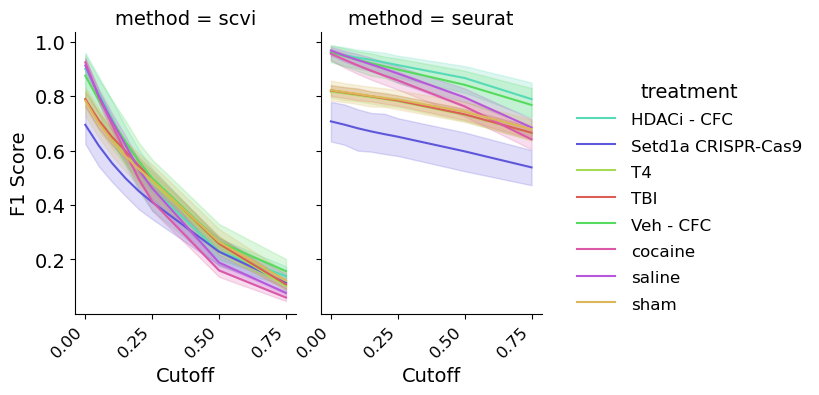 method = scvi
method = seurat
F1 Score
1.0
0.8
0.6
0.4
0.2
0.00
0.25
0.50
0.75
Cutoff
0.00
0.25
0.50
0.75
Cutoff
treatment
HDACi - CFC
Setd1a CRISPR-Cas9
T4
TBI
Veh - CFC
cocaine
saline
sham